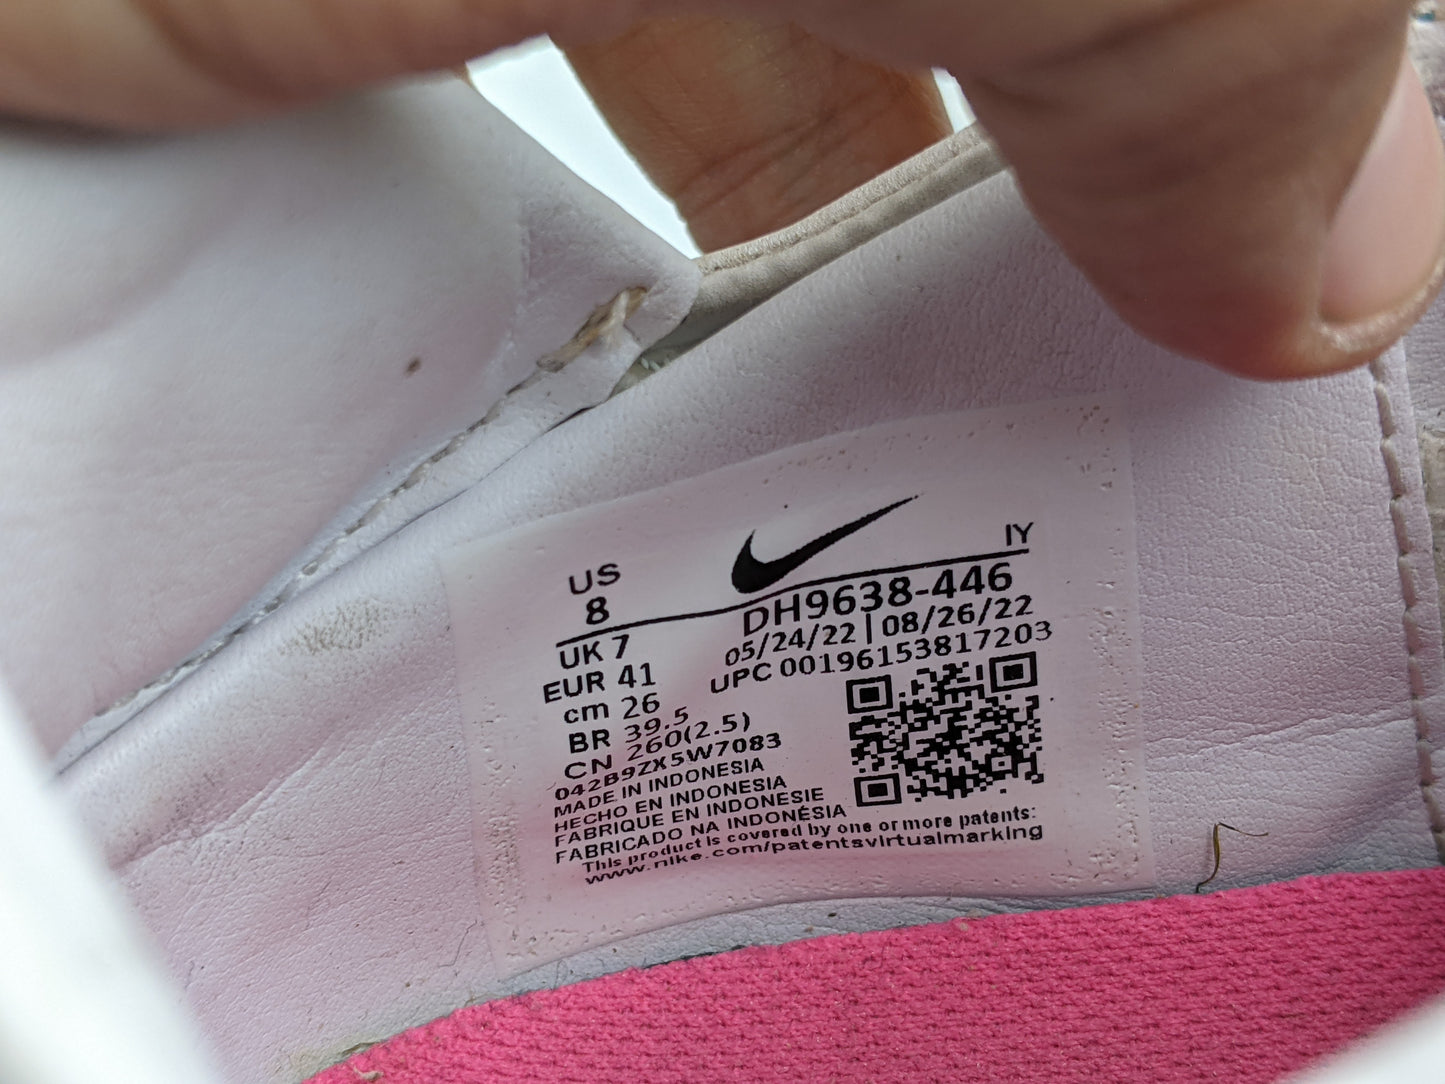 US
8
IY
UK 7
DH9638-446
EUR 41
05/24/22 | 08/26/22
cm 26
UPC 00196153817203
BR 39.5
CN 260(2.5)
042B9ZX5W7083
MADE IN INDONESIA
HECHO EN INDONESIA
FABRIQUE EN INDONESIE
FABRICADO NA INDONÉSIA
This product is covered by one or more patents:
www.nike.com/patentsvirtualmarking